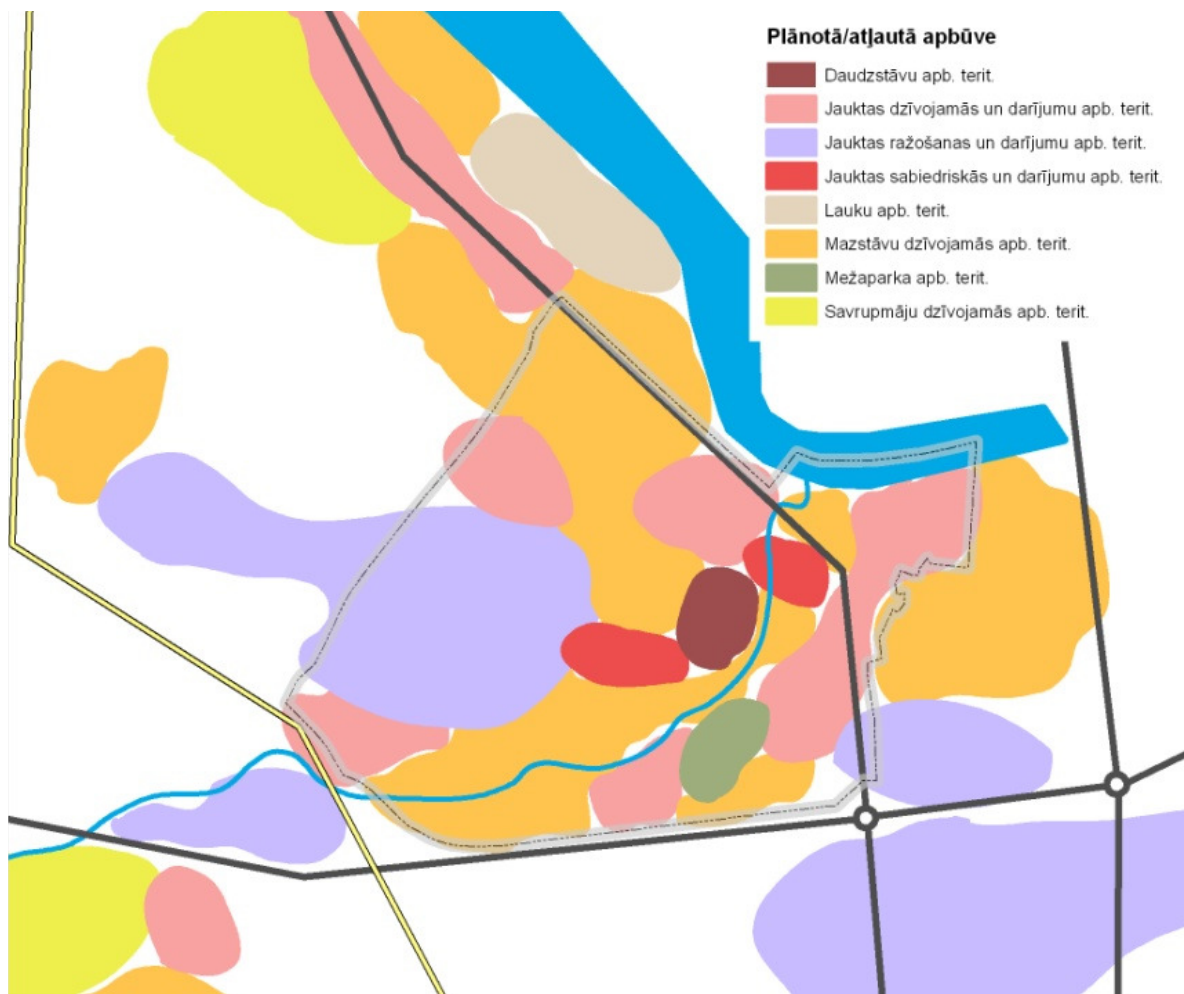 Plānotā/atļautā apbūve
Daudzstāvu apb. terit.
Jauktas dzīvojamās un darījumu apb. terit.
Jauktas ražošanas un darījumu apb. terit.
Jauktas sabiedriskās un darījumu apb. terit.
Lauku apb. terit.
Mazstāvu dzīvojamās apb. terit.
Mežaparka apb. terit.
Savrupmāju dzīvojamās apb. terit.